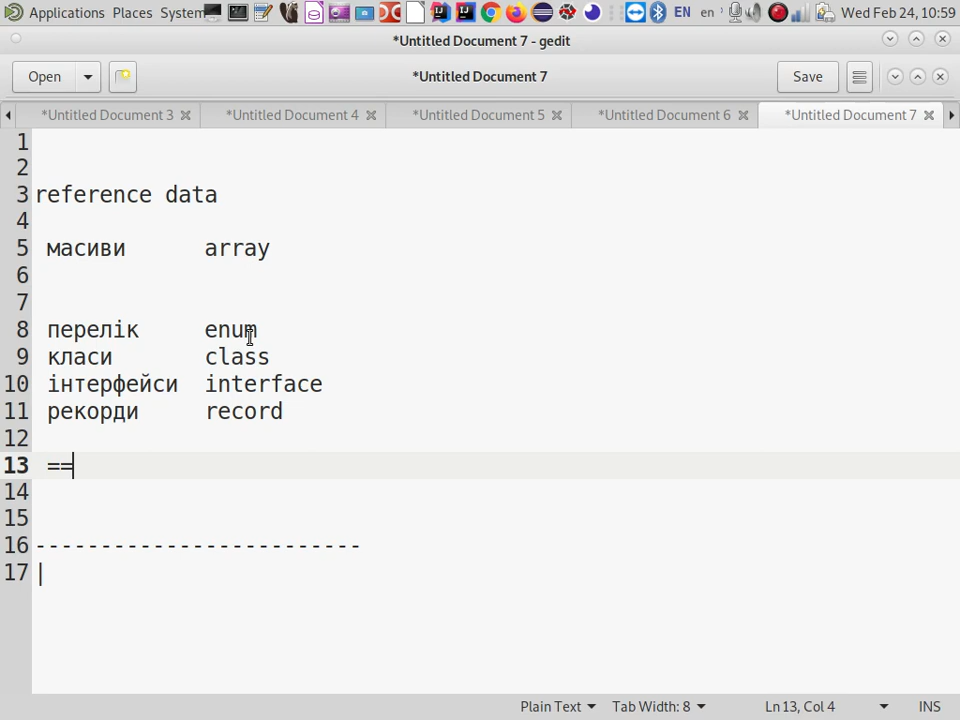 Applications Places System EN en Wed Feb 24, 10:59
*Untitled Document 7 - gedit
Open *Untitled Document 7 Save
*Untitled Document 3 *Untitled Document 4 *Untitled Document 5 *Untitled Document 6 *Untitled Document 7
1
2
3 reference data
4
5 масиви array
6
7
8 перелік enum
9 класи class
10 інтерфейси interface
11 рекорди record
12
13 ==
14
15
16 -------------------------
17 |
Plain Text Tab Width: 8 Ln 13, Col 4 INS